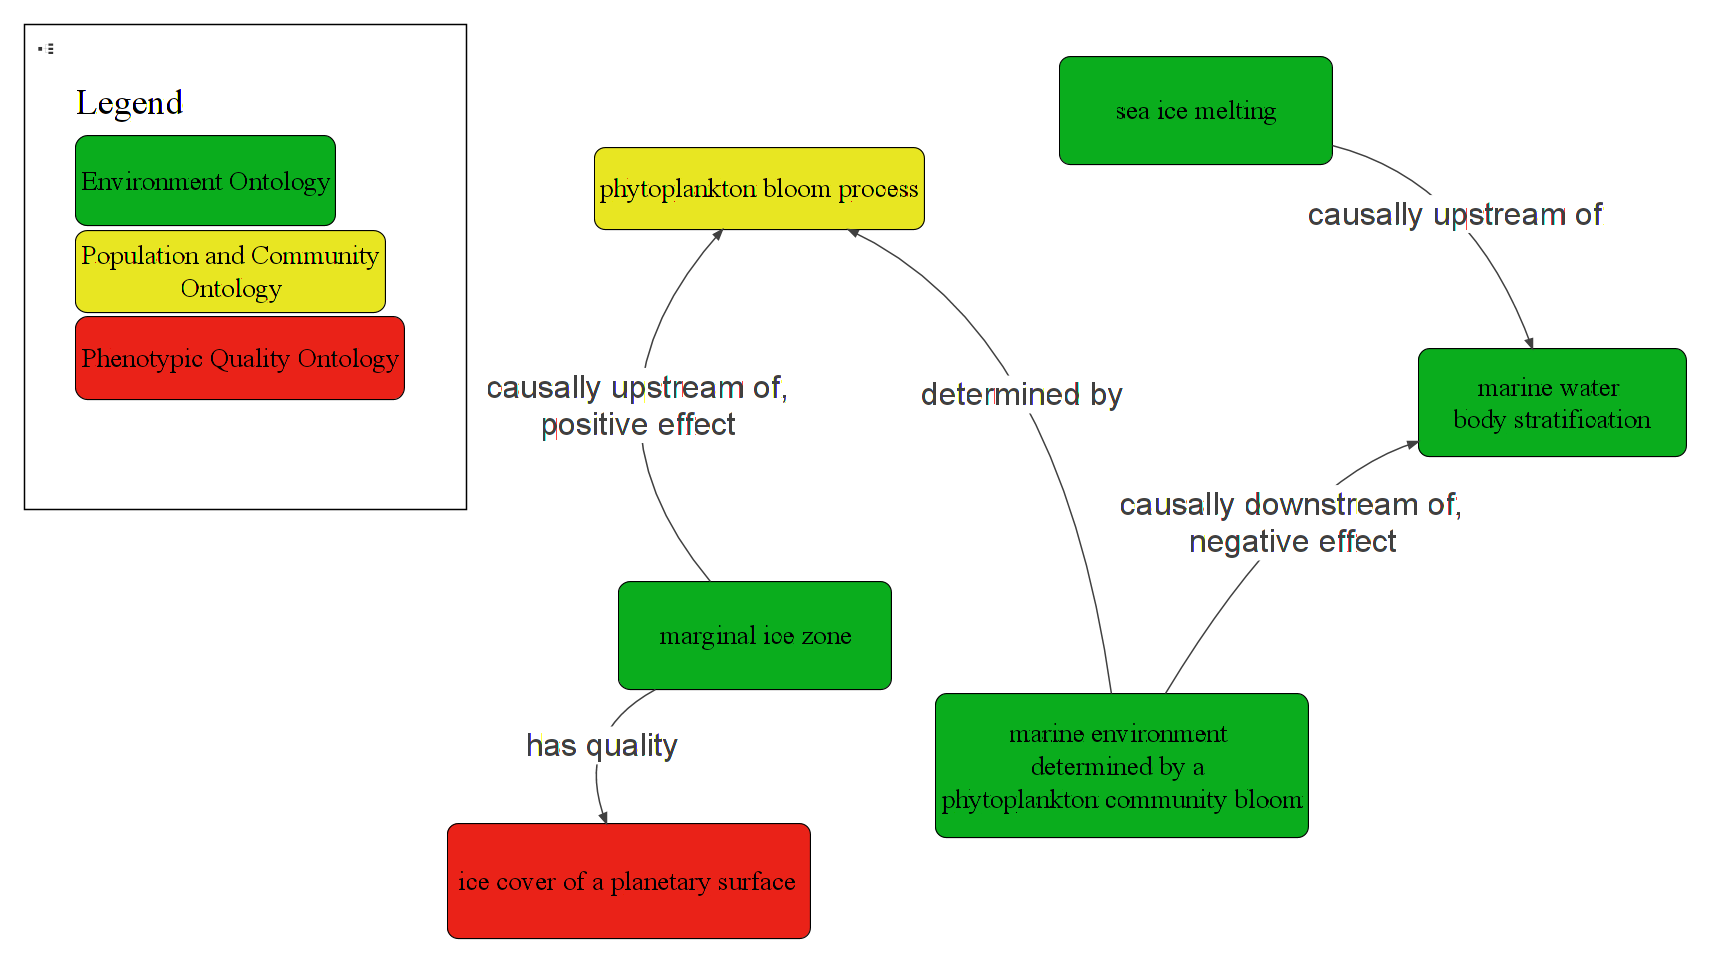 Legend
Environment Ontology
Population and Community
Ontology
Phenotypic Quality Ontology
sea ice melting
phytoplankton bloom process
causally upstream of
causally upstream of,
positive effect
determined by
marine water
body stratification
causally downstream of,
negative effect
marginal ice zone
has quality
marine environment
determined by a
phytoplankton community bloom
ice cover of a planetary surface